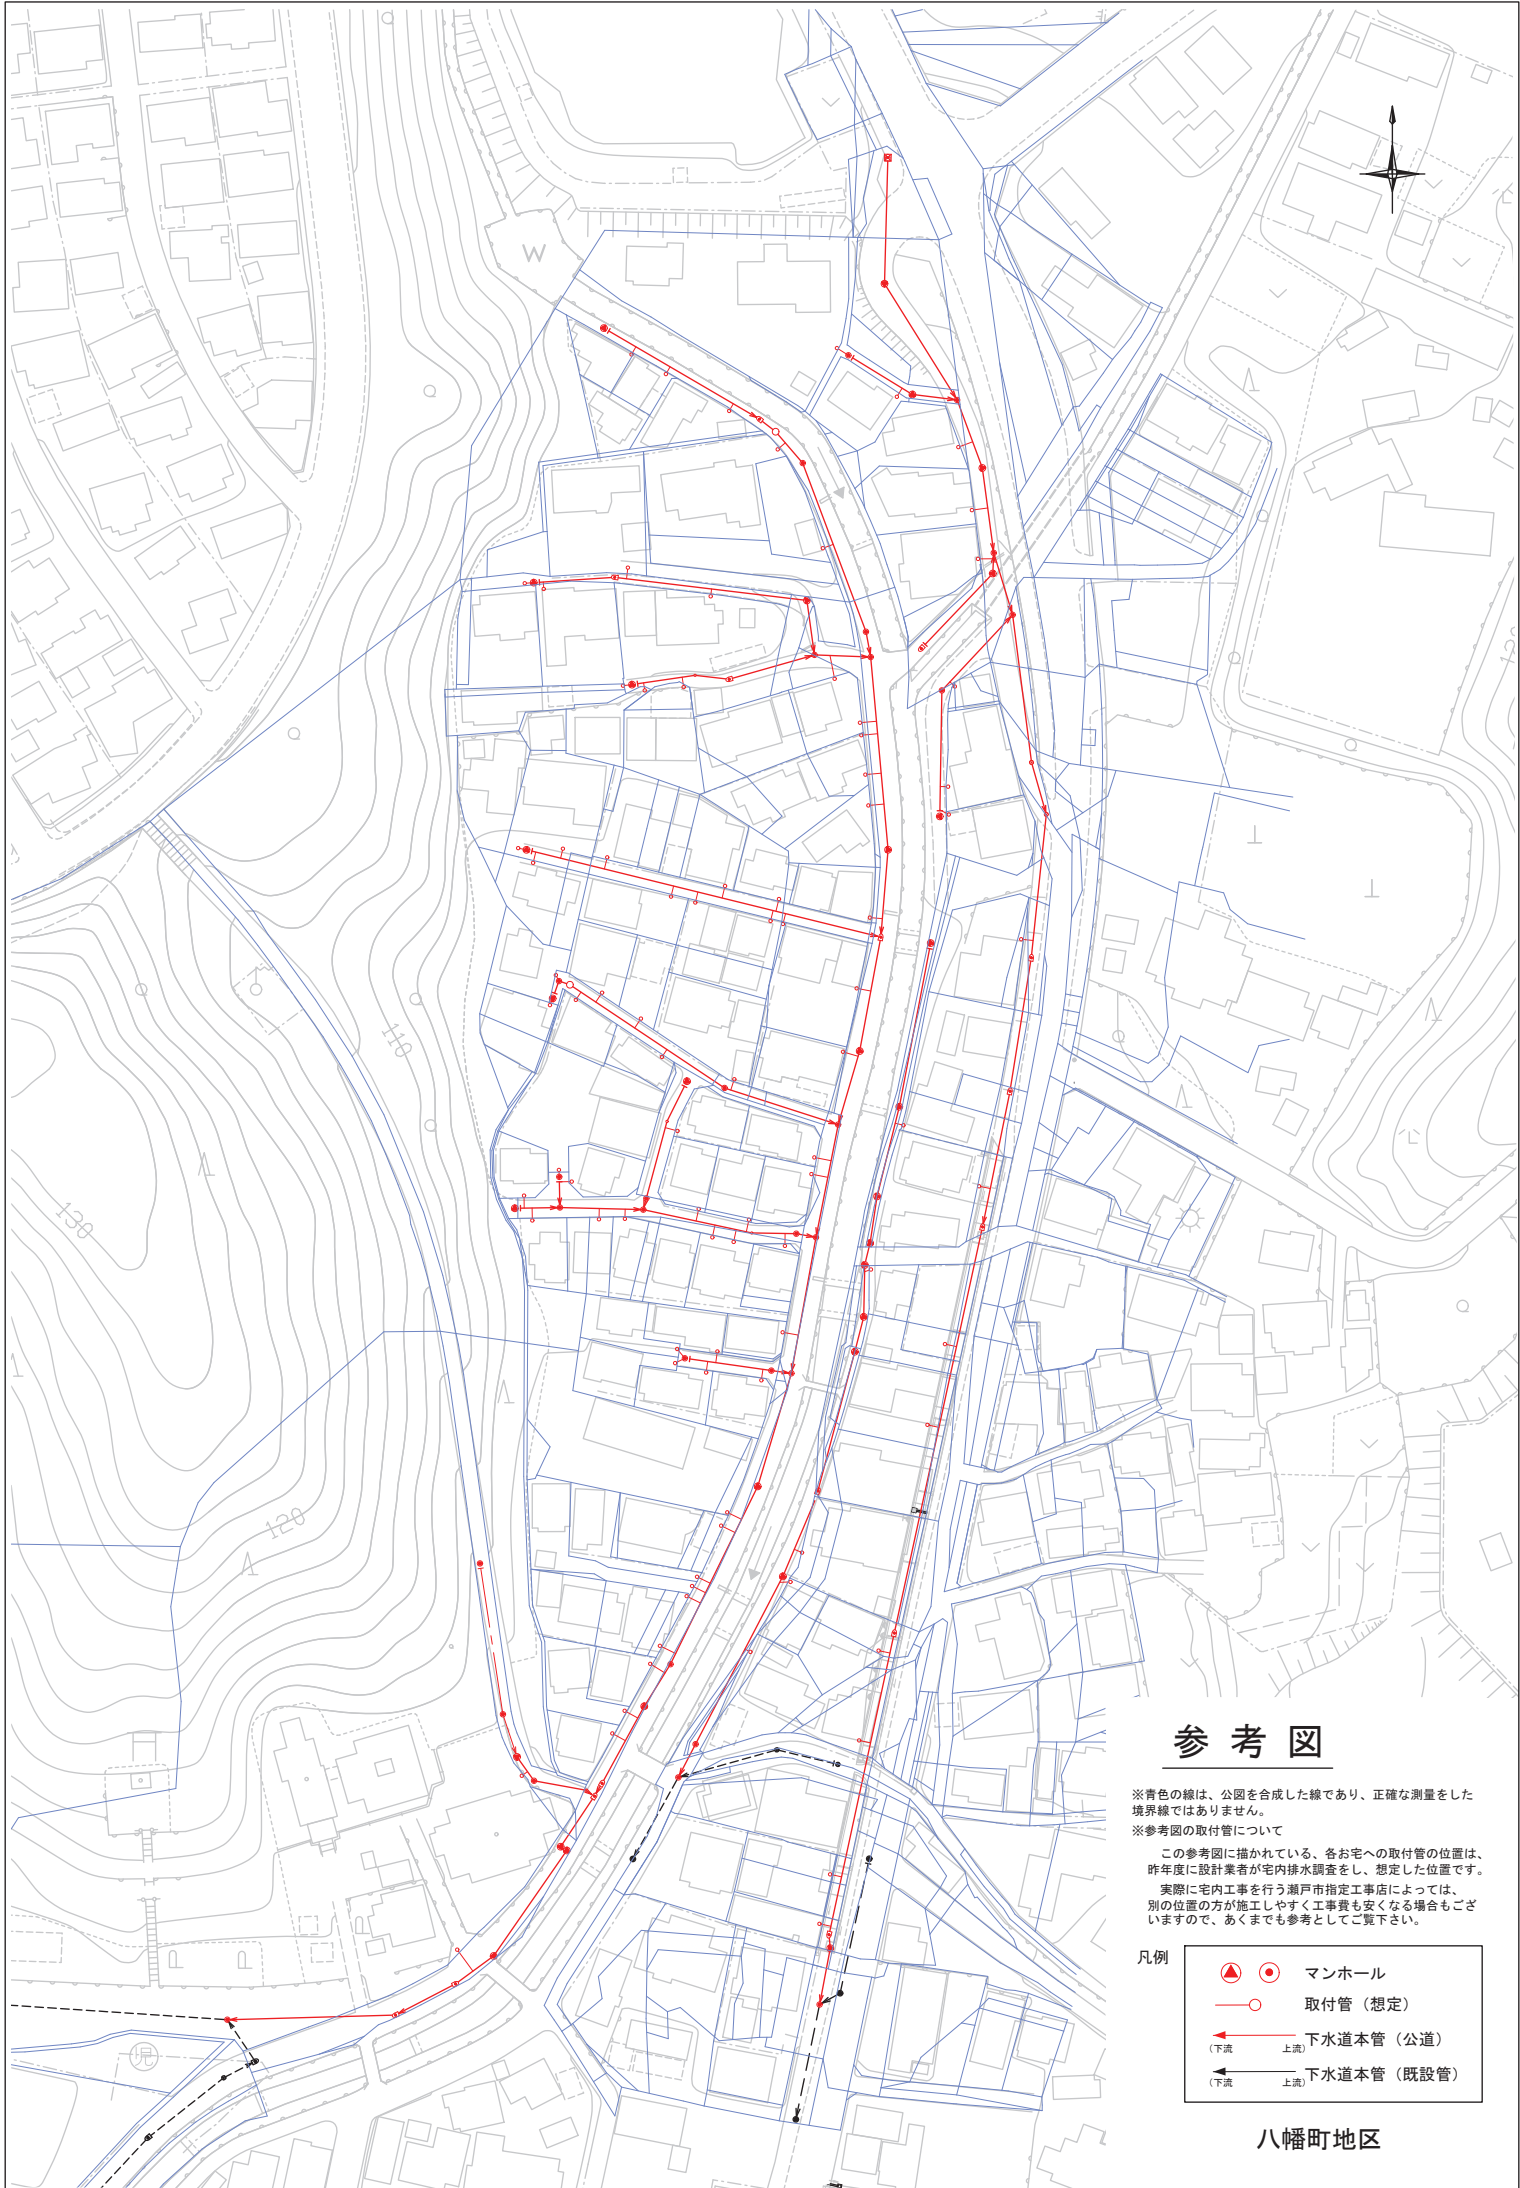 W
110
130
120
児
参考図
※青色の線は、公図を合成した線であり、正確な測量をした
境界線ではありません。
※参考図の取付管について
この参考図に描かれている、各お宅への取付管の位置は、
昨年度に設計業者が宅内排水調査をし、想定した位置です。
実際に宅内工事を行う瀬戸市指定工事店によっては、
別の位置の方が施工しやすく工事費も安くなる場合もござ
いますので、あくまでも参考としてご覧下さい。
凡例
マンホール
取付管（想定）
下水道本管（公道）
（下流 上流）
下水道本管（既設管）
（下流 上流）
八幡町地区